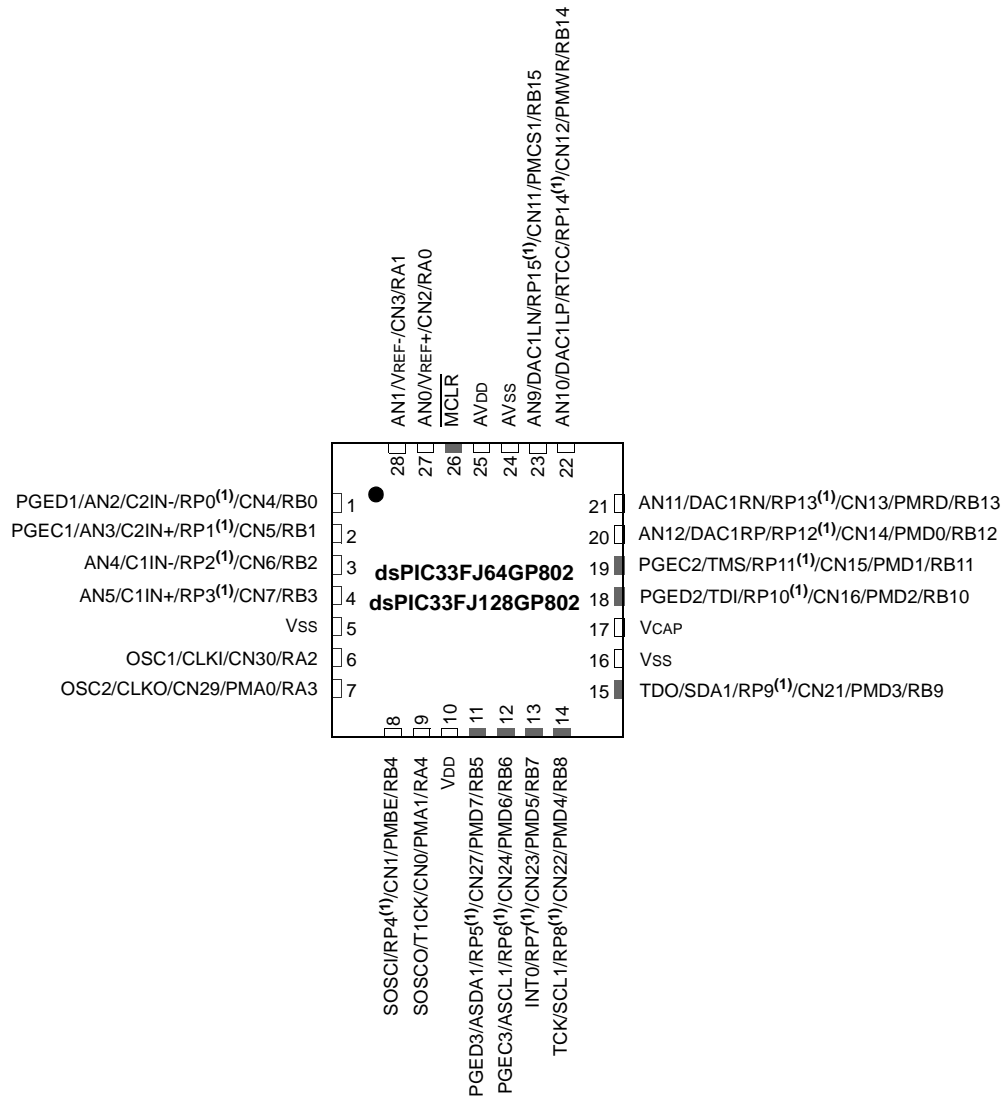 AN1/VREF-/CN3/RA1
AN0/VREF+/CN2/RA0
MCLR
AVDD
AVSS
AN9/DAC1LN/RP15(1)/CN11/PMCS1/RB15
AN10/DAC1LP/RTCC/RP14(1)/CN12/PMWR/RB14
28
27
26
25
24
23
22
PGED1/AN2/C2IN-/RP0(1)/CN4/RB0
1
PGEC1/AN3/C2IN+/RP1(1)/CN5/RB1
2
AN4/C1IN-/RP2(1)/CN6/RB2
3
AN5/C1IN+/RP3(1)/CN7/RB3
4
VSS
5
OSC1/CLKI/CN30/RA2
6
OSC2/CLKO/CN29/PMA0/RA3
7
dsPIC33FJ64GP802
dsPIC33FJ128GP802
21
AN11/DAC1RN/RP13(1)/CN13/PMRD/RB13
20
AN12/DAC1RP/RP12(1)/CN14/PMD0/RB12
19
PGEC2/TMS/RP11(1)/CN15/PMD1/RB11
18
PGED2/TDI/RP10(1)/CN16/PMD2/RB10
17
VCAP
16
VSS
15
TDO/SDA1/RP9(1)/CN21/PMD3/RB9
8
9
10
11
12
13
14
SOSCI/RP4(1)/CN1/PMBE/RB4
SOSCO/T1CK/CN0/PMA1/RA4
VDD
PGED3/ASDA1/RP5(1)/CN27/PMD7/RB5
PGEC3/ASCL1/RP6(1)/CN24/PMD6/RB6
INT0/RP7(1)/CN23/PMD5/RB7
TCK/SCL1/RP8(1)/CN22/PMD4/RB8